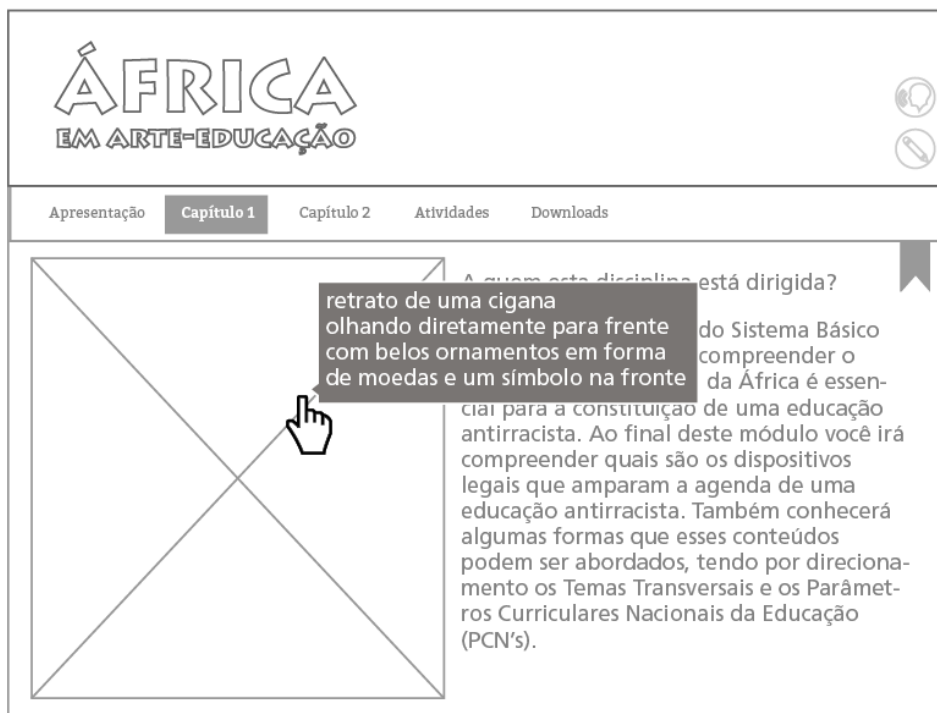 ÁFRICA
EM ARTE-EDUCAÇÃO
Apresentação Capítulo 1 Capítulo 2 Atividades Downloads
está dirigida?
retrato de uma cigana
olhando diretamente para frente
com belos ornamentos em forma
de moedas e um símbolo na fronte
do Sistema Básico
compreender o
da África é essen-
cial para a constituição de uma educação
antirracista. Ao final deste módulo você irá
compreender quais são os dispositivos
legais que amparam a agenda de uma
educação antirracista. Também conhecerá
algumas formas que esses conteúdos
podem ser abordados, tendo por direciona-
mento os Temas Transversais e os Parâmet-
ros Curriculares Nacionais da Educação
(PCN's).